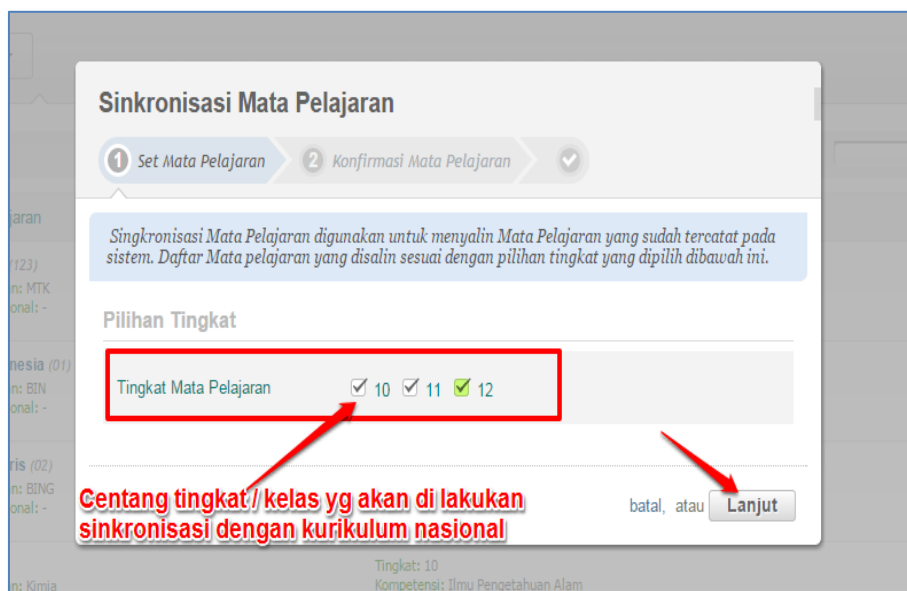 Sinkronisasi Mata Pelajaran
1 Set Mata Pelajaran 2 Konfirmasi Mata Pelajaran
jaran
Singkronisasi Mata Pelajaran digunakan untuk menyalin Mata Pelajaran yang sudah tercatat pada
sistem. Daftar Mata pelajaran yang disalin sesuai dengan pilihan tingkat yang dipilih dibawah ini.
(123)
n: MTK
onal: -
Pilihan Tingkat
nesia (01)
n: BIN
onal: -
Tingkat Mata Pelajaran 10 11 12
ris (02)
n: BING
onal: -
Centang tingkat / kelas yg akan di lakukan
sinkronisasi dengan kurikulum nasional
batal, atau Lanjut
Tingkat: 10
n: Kimia Kompetensi: Ilmu Pengetahuan Alam